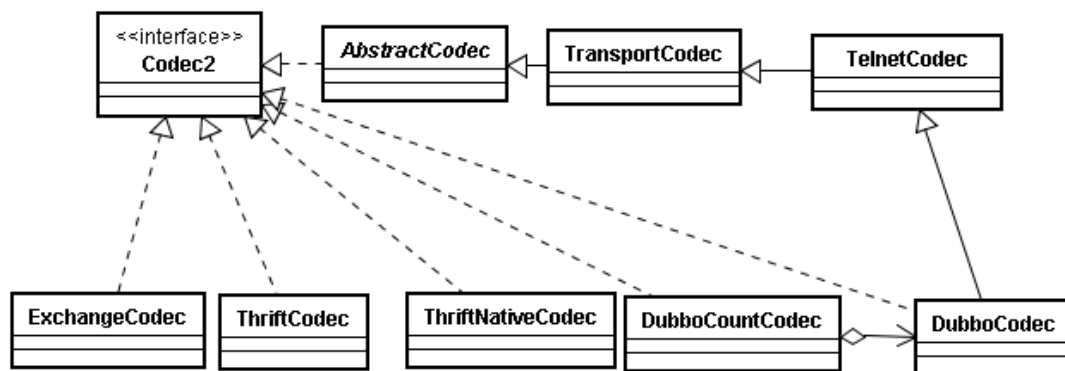 <<interface>>
Codec2
AbstractCodec
TransportCodec
TelnetCodec
ExchangeCodec
ThriftCodec
ThriftNativeCodec
DubboCountCodec
DubboCodec